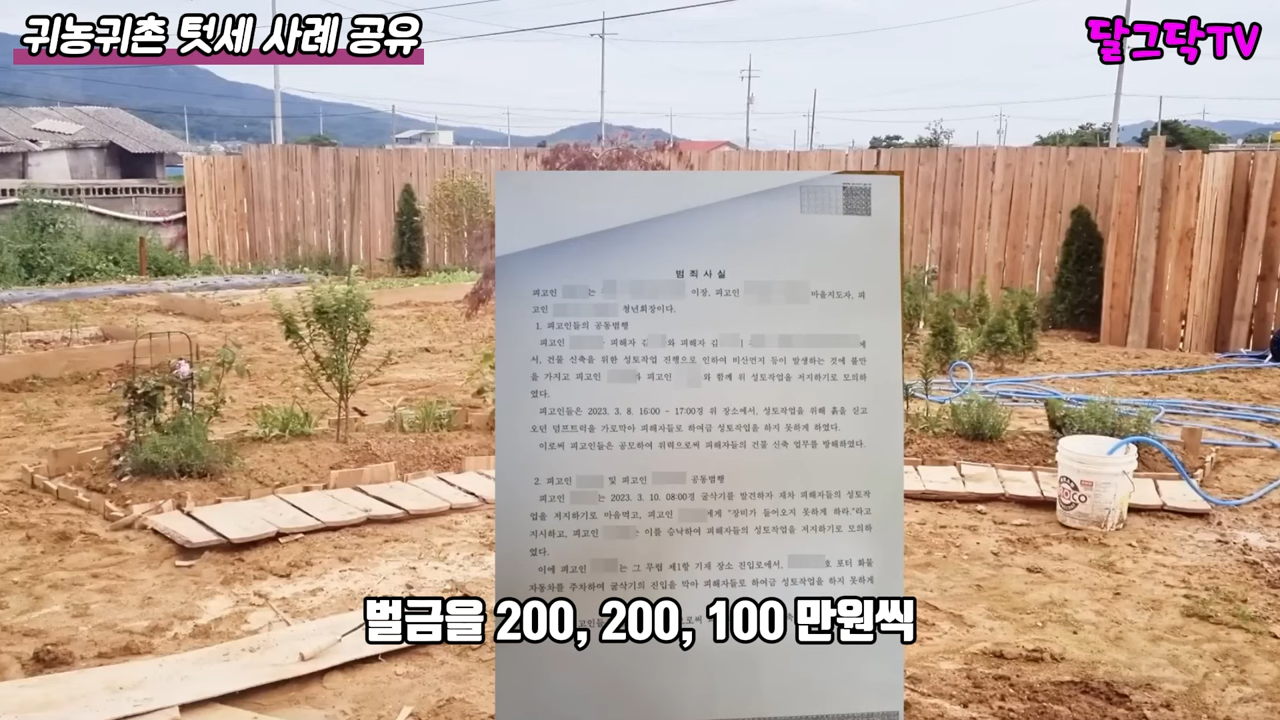 귀농귀촌 텃세 사례 공유
달그닥TV
범 죄 사 실
피고인 는 이장, 피고인 마을지도자, 피
고인 청년회장이다.
1. 피고인들의 공동범행
피고인 피해자 김 와 피해자 김 에
서, 건물 신축을 위한 성토작업 진행으로 인하여 비산먼지 등이 발생하는 것에 불만
을 가지고 피고인 와 피고인 와 함께 위 성토작업을 저지하기로 모의하
였다.
피고인들은 2023. 3. 8. 16:00 ~ 17:00경 위 장소에서, 성토작업을 위해 흙을 싣고
오던 덤프트럭을 가로막아 피해자들로 하여금 성토작업을 하지 못하게 하였다.
이로써 피고인들은 공모하여 위력으로써 피해자들의 건물 신축 업무를 방해하였다.
2. 피고인 및 피고인 공동범행
피고인 는 2023. 3. 10. 08:00경 굴삭기를 발견하자 재차 피해자들의 성토작
업을 저지하기로 마음먹고, 피고인 에게 "장비가 들어오지 못하게 하라."라고
지시하고, 피고인 는 이를 승낙하여 피해자들의 성토작업을 저지하기로 모의하
였다.
이에 피고인 는 그 무렵 제1항 기재 장소 진입로에서, 호 포터 화물
자동차를 주차하여 굴삭기의 진입을 막아 피해자들로 하여금 성토작업을 하지 못하게
벌금을 200, 200, 100 만원씩